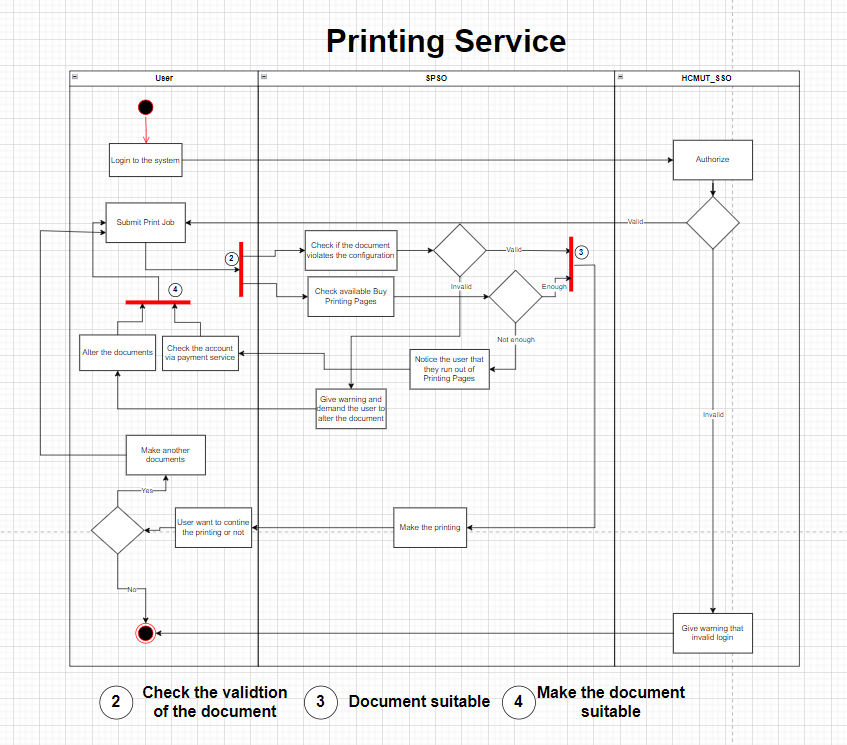 Printing Service
User
SPSO
HCMUT_SSO
Login to the system
Authorize
Submit Print Job
Valid
2
Check if the document
violates the configuration
Valid
3
Check available Buy
Printing Pages
Invalid
Enough
4
Not enough
Alter the documents
Check the account
via payment service
Notice the user that
they run out of
Printing Pages
Give warning and
demand the user to
alter the document
Invalid
Make another
documents
Yes
User want to contine
the printing or not
Make the printing
No
Give warning that
invalid login
2
Check the validtion
of the document
3
Document suitable
4
Make the document
suitable